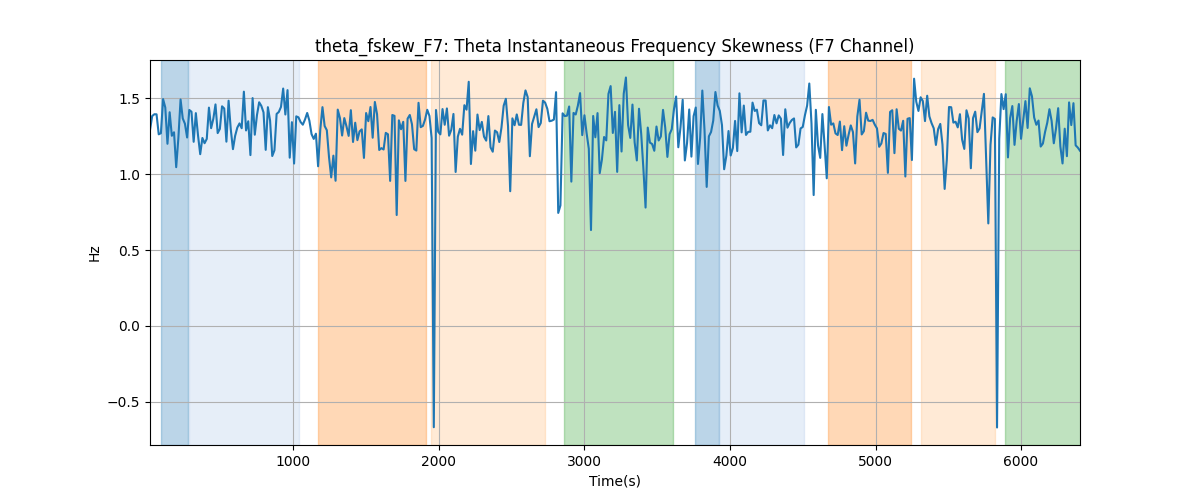 theta_fskew_F7: Theta Instantaneous Frequency Skewness (F7 Channel)
1.5
1.0
0.5
0.0
−0.5
Hz
1000 2000 3000 4000 5000 6000
Time(s)